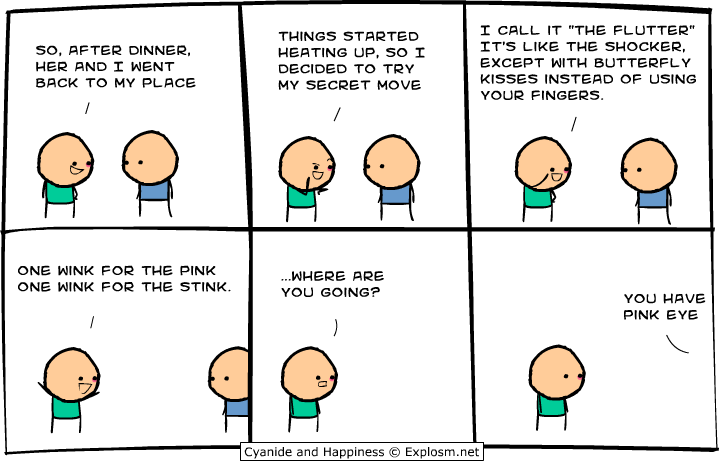 SO, AFTER DINNER,
HER AND I WENT
BACK TO MY PLACE
THINGS STARTED
HEATING UP, SO I
DECIDED TO TRY
MY SECRET MOVE
I CALL IT "THE FLUTTER"
IT'S LIKE THE SHOCKER,
EXCEPT WITH BUTTERFLY
KISSES INSTEAD OF USING
YOUR FINGERS.
ONE WINK FOR THE PINK
ONE WINK FOR THE STINK.
...WHERE ARE
YOU GOING?
YOU HAVE
PINK EYE
Cyanide and Happiness © Explosm.net